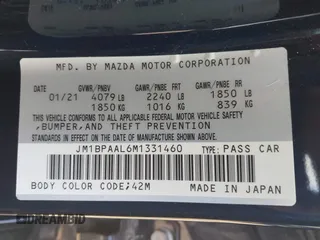 MFD. BY MAZDA MOTOR CORPORATION
GVWR/PNBV GAWR/PNBE FRT GAWR/PNBE RR
01/21 4079 LB 2240 LB 1850 LB
1850 KG 1016 KG 839 KG
THIS VEHICLE CONFORMS TO ALL APPLICABLE
FEDERAL MOTOR VEHICLE SAFETY
,BUMPER,AND THEFT PREVENTION
STANDARDS IN EFFECT ON THE DATE OF
MANUFACTURE SHOWN ABOVE.
JM1BPAAL6M1331460 TYPE: PASS CAR
BODY COLOR CODE;42M MADE IN JAPAN
DREAMBID